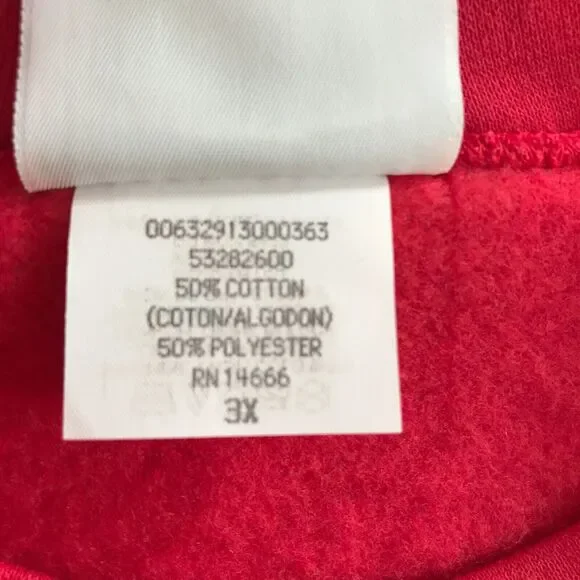 00632913000363
53282600
50% COTTON
(COTON/ALGODON)
50% POLYESTER
RN 14666
3X